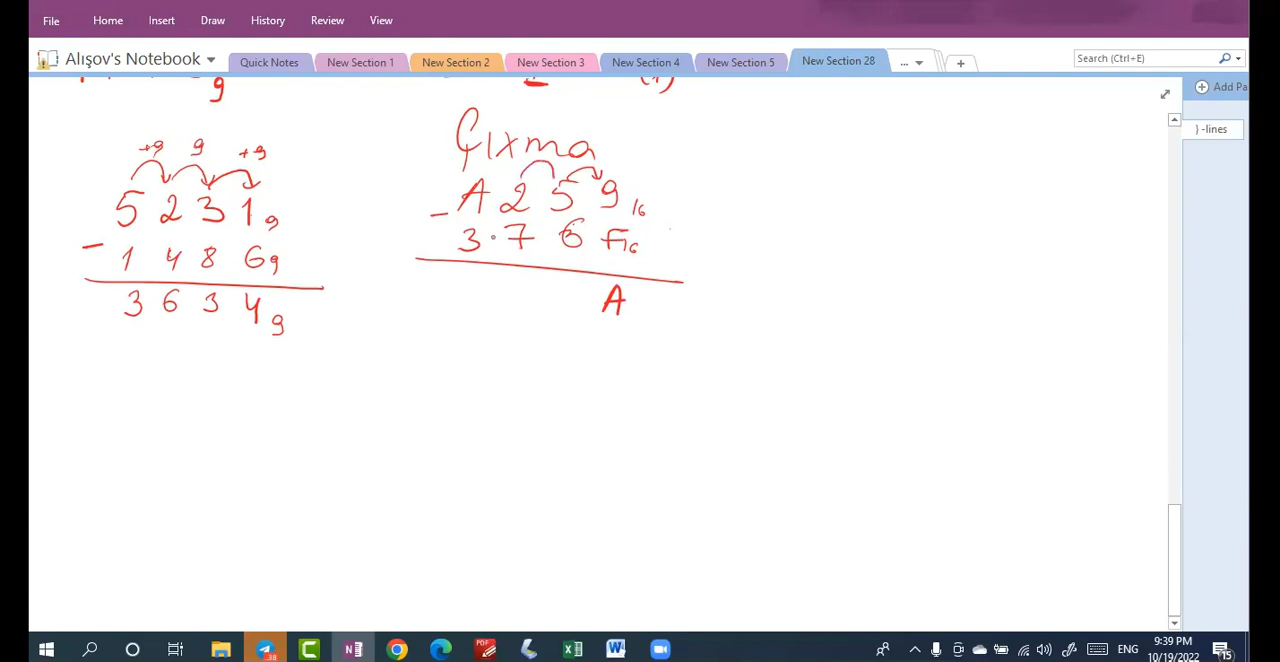 File Home Insert Draw History Review View
Alışov's Notebook Quick Notes New Section 1 New Section 2 New Section 3 New Section 4 New Section 5 New Section 28 ... Search (Ctrl+E)
Add Pa
} -lines
9
Çıxma
+9 9 +9
5 2 3 1 9
- 1 4 8 6 9
3 6 3 4 9
A 2 5 9 16
- 3 7 6 F 16
A
38
ENG
9:39 PM
10/19/2022
15